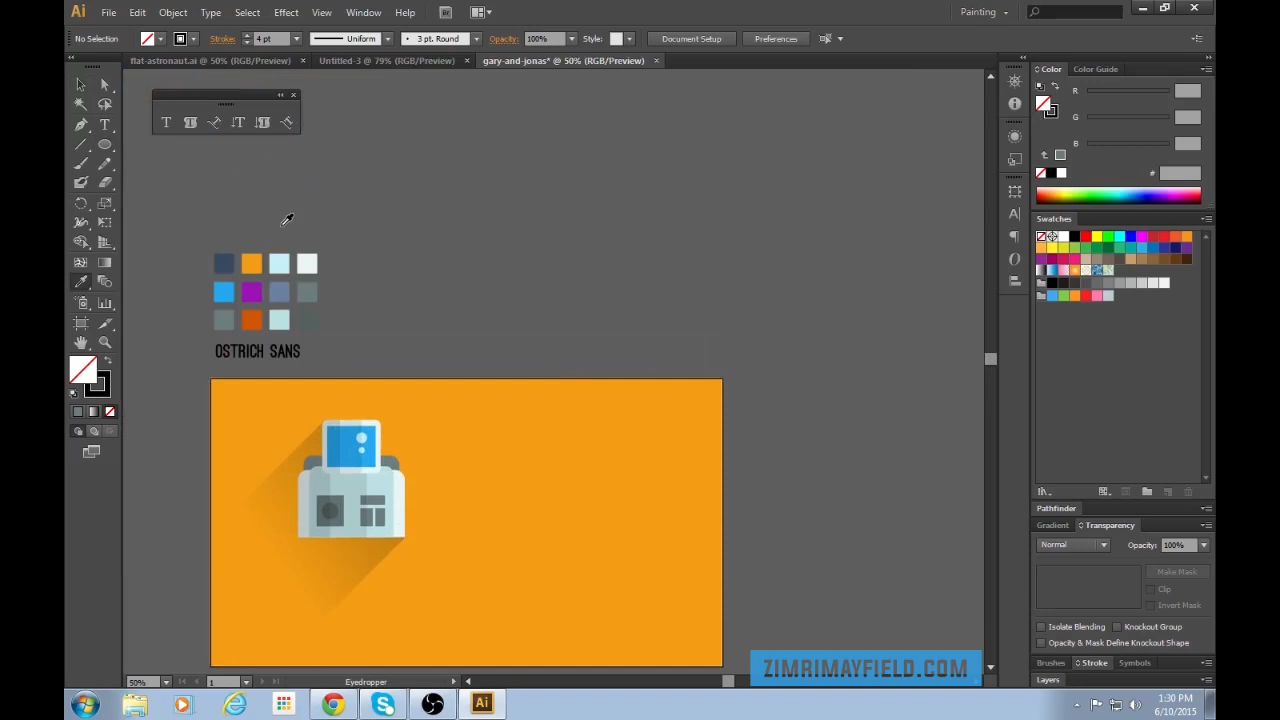 Ai File Edit Object Type Select Effect View Window Help Br Painting
No Selection Stroke: 4 pt Uniform 3 pt. Round Opacity: 100% Style: Document Setup Preferences
flat-astronaut.ai @ 50% (RGB/Preview) × Untitled-3 @ 79% (RGB/Preview) × gary-and-jonas* @ 50% (RGB/Preview) ×
Color Color Guide
R
G
B
#
Swatches
OSTRICH SANS
Pathfinder
Gradient Transparency
Normal Opacity: 100%
Make Mask
Clip
Invert Mask
Isolate Blending Knockout Group
Opacity & Mask Define Knockout Shape
Brushes Stroke Symbols
Layers
ZIMRIMAYFIELD.COM
50% 1 Eyedropper
Ai
1:30 PM
6/10/2015